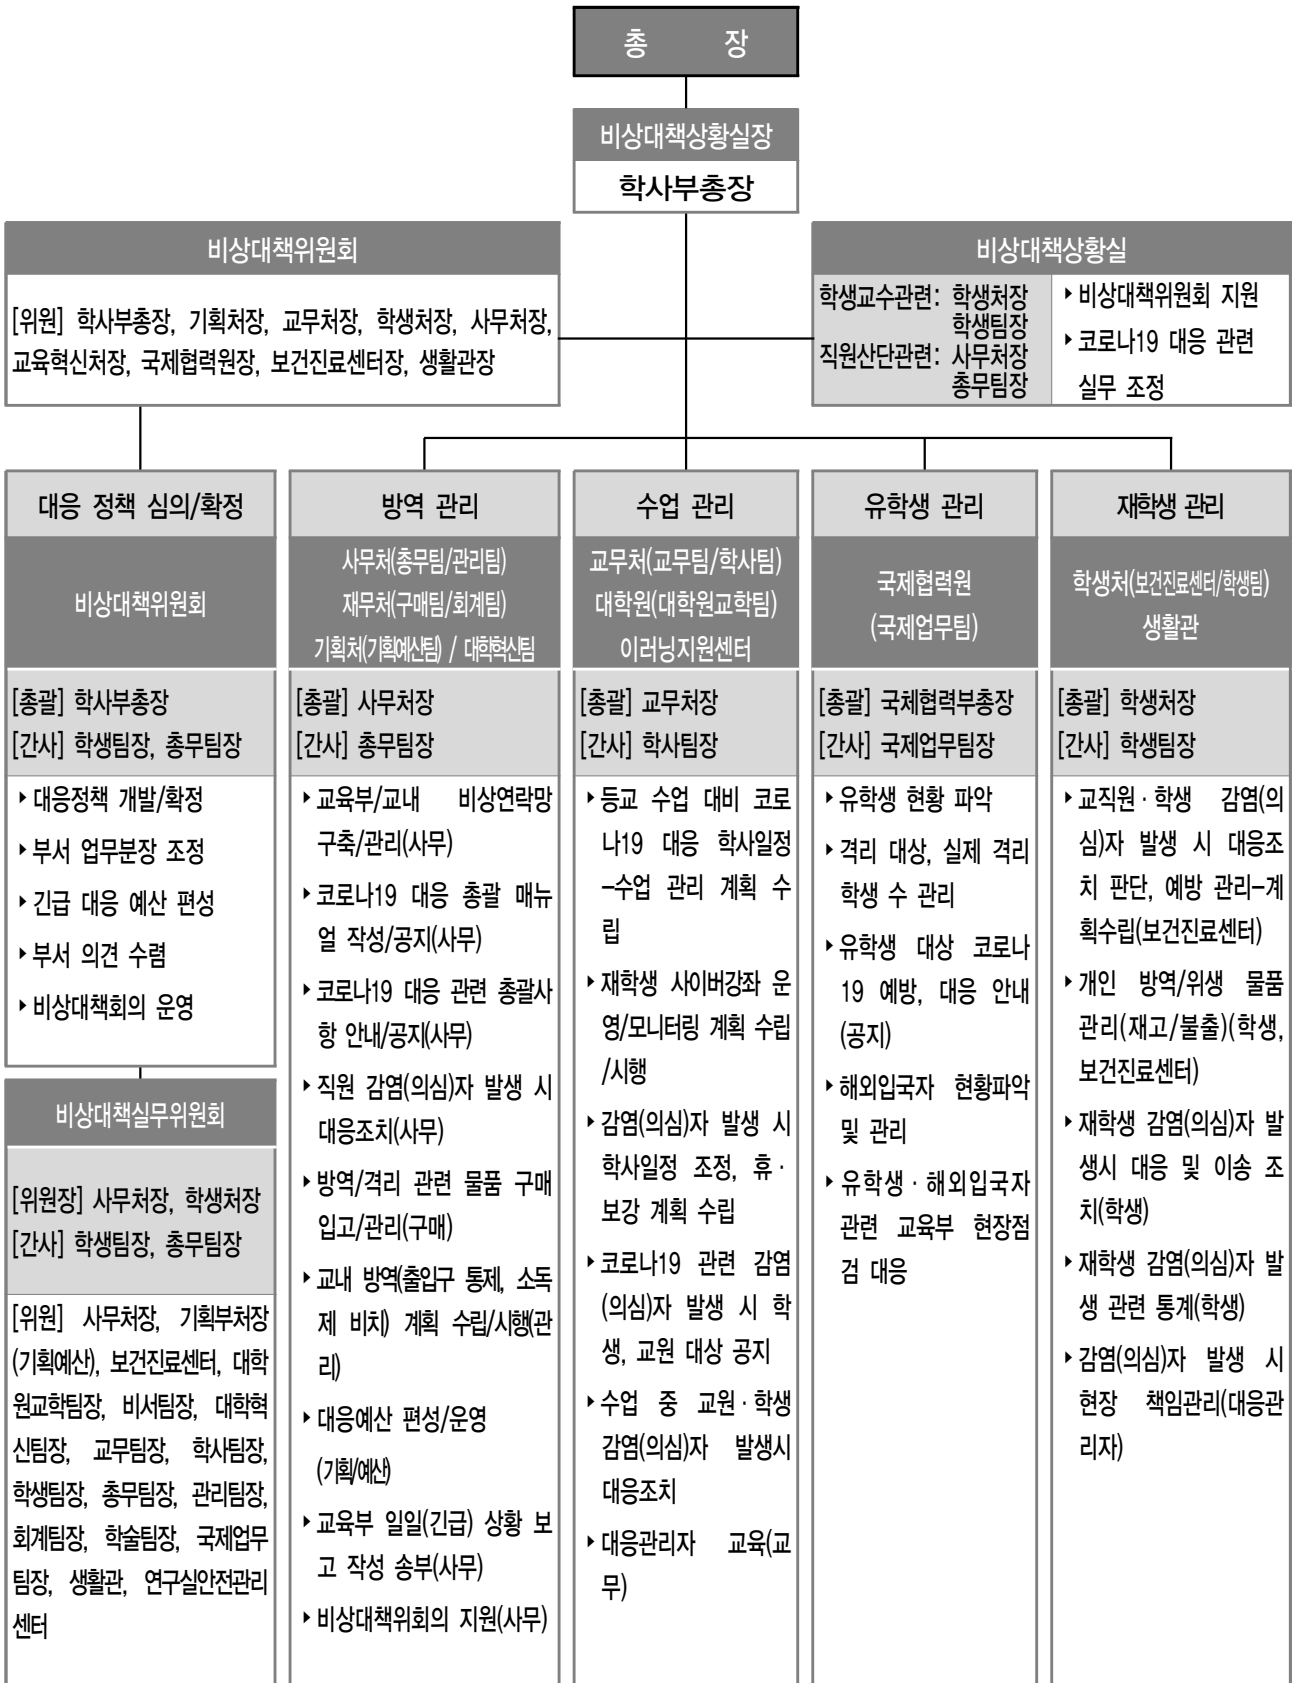 총 장
비상대책상황실장
학사부총장
비상대책위원회
[위원] 학사부총장, 기획처장, 교무처장, 학생처장, 사무처장,
교육혁신처장, 국제협력원장, 보건진료센터장, 생활관장
비상대책상황실
학생교수관련: 학생처장
학생팀장
직원산단관련: 사무처장
총무팀장
‣비상대책위원회 지원
‣코로나19 대응 관련
실무 조정
대응 정책 심의/확정
비상대책위원회
[총괄] 학사부총장
[간사] 학생팀장, 총무팀장
‣대응정책 개발/확정
‣부서 업무분장 조정
‣긴급 대응 예산 편성
‣부서 의견 수렴
‣비상대책회의 운영
비상대책실무위원회
[위원장] 사무처장, 학생처장
[간사] 학생팀장, 총무팀장
[위원] 사무처장, 기획부처장
(기획예산), 보건진료센터, 대학
원교학팀장, 비서팀장, 대학혁
신팀장, 교무팀장, 학사팀장,
학생팀장, 총무팀장, 관리팀장,
회계팀장, 학술팀장, 국제업무
팀장, 생활관, 연구실안전관리
센터
방역 관리
사무처(총무팀/관리팀)
재무처(구매팀/회계팀)
기획처(기획예산팀) / 대학혁신팀
[총괄] 사무처장
[간사] 총무팀장
‣교육부/교내 비상연락망
구축/관리(사무)
‣코로나19 대응 총괄 매뉴
얼 작성/공지(사무)
‣코로나19 대응 관련 총괄사
항 안내/공지(사무)
‣직원 감염(의심)자 발생 시
대응조치(사무)
‣방역/격리 관련 물품 구매
입고/관리(구매)
‣교내 방역(출입구 통제, 소독
제 비치) 계획 수립/시행(관
리)
‣대응예산 편성/운영
(기획/예산)
‣교육부 일일(긴급) 상황 보
고 작성 송부(사무)
‣비상대책위회의 지원(사무)
수업 관리
교무처(교무팀/학사팀)
대학원(대학원교학팀)
이러닝지원센터
[총괄] 교무처장
[간사] 학사팀장
‣등교 수업 대비 코로
나19 대응 학사일정
-수업 관리 계획 수
립
‣재학생 사이버강좌 운
영/모니터링 계획 수립
/시행
‣감염(의심)자 발생 시
학사일정 조정, 휴·
보강 계획 수립
‣코로나19 관련 감염
(의심)자 발생 시 학
생, 교원 대상 공지
‣수업 중 교원·학생
감염(의심)자 발생시
대응조치
‣대응관리자 교육(교
무)
유학생 관리
국제협력원
(국제업무팀)
[총괄] 국제협력부총장
[간사] 국제업무팀장
‣유학생 현황 파악
‣격리 대상, 실제 격리
학생 수 관리
‣유학생 대상 코로나
19 예방, 대응 안내
(공지)
‣해외입국자 현황파악
및 관리
‣유학생·해외입국자
관련 교육부 현장점
검 대응
재학생 관리
학생처(보건진료센터/학생팀)
생활관
[총괄] 학생처장
[간사] 학생팀장
‣교직원·학생 감염(의
심)자 발생 시 대응조
치 판단, 예방 관리-계
획수립(보건진료센터)
‣개인 방역/위생 물품
관리(재고/불출)(학생,
보건진료센터)
‣재학생 감염(의심)자 발
생시 대응 및 이송 조
치(학생)
‣재학생 감염(의심)자 발
생 관련 통계(학생)
‣감염(의심)자 발생 시
현장 책임관리(대응관
리자)